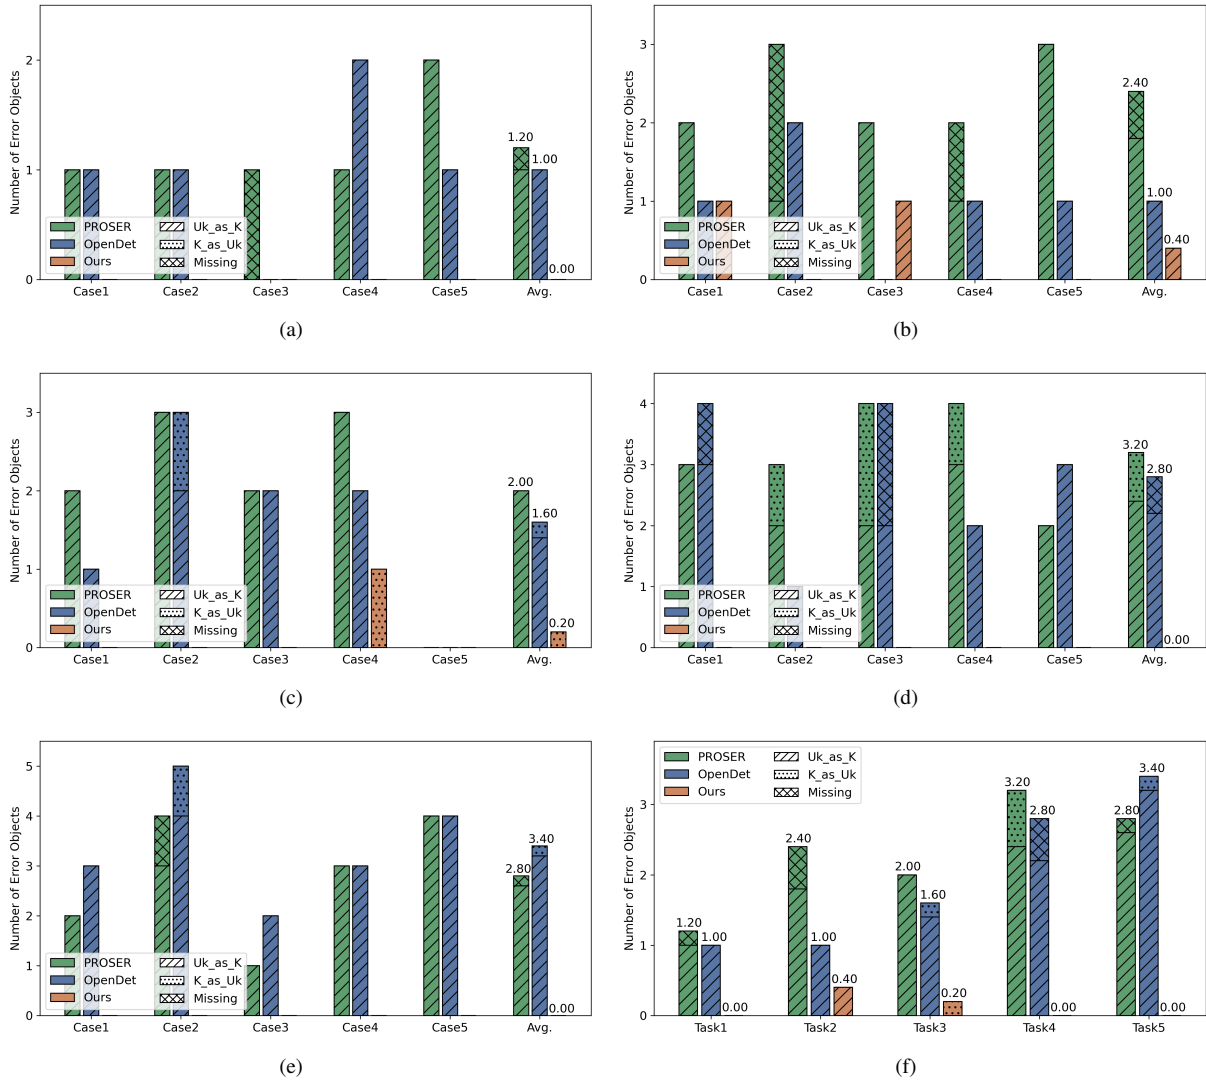 Number of Error Objects
2
1
0
1.20
1.00
0.00
PROSER Uk_as_K
OpenDet K_as_Uk
Ours Missing
Case1 Case2 Case3 Case4 Case5 Avg.
(a)
Number of Error Objects
3
2
1
0
2.40
1.00
0.40
PROSER Uk_as_K
OpenDet K_as_Uk
Ours Missing
Case1 Case2 Case3 Case4 Case5 Avg.
(b)
Number of Error Objects
3
2
1
0
2.00
1.60
0.20
PROSER Uk_as_K
OpenDet K_as_Uk
Ours Missing
Case1 Case2 Case3 Case4 Case5 Avg.
(c)
Number of Error Objects
4
3
2
1
0
3.20
2.80
0.00
PROSER Uk_as_K
OpenDet K_as_Uk
Ours Missing
Case1 Case2 Case3 Case4 Case5 Avg.
(d)
Number of Error Objects
5
4
3
2
1
0
3.40
2.80
0.00
PROSER Uk_as_K
OpenDet K_as_Uk
Ours Missing
Case1 Case2 Case3 Case4 Case5 Avg.
(e)
Number of Error Objects
3
2
1
0
PROSER Uk_as_K
OpenDet K_as_Uk
Ours Missing
1.20 1.00 0.00
2.40 1.00 0.40
2.00 1.60 0.20
3.20 2.80 0.00
2.80 3.40 0.00
Task1 Task2 Task3 Task4 Task5
(f)